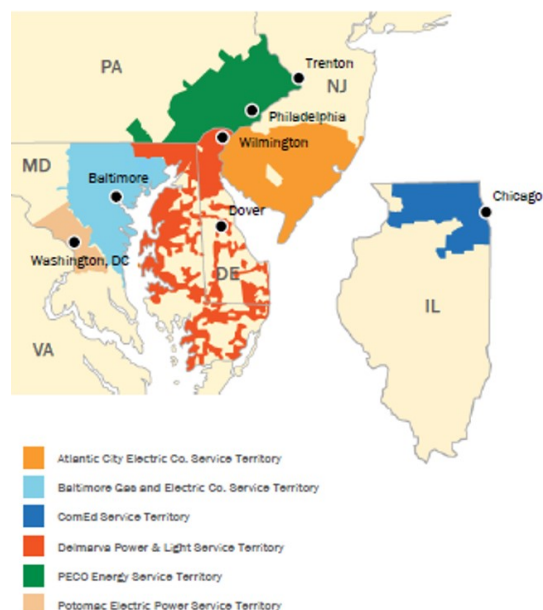 PA
Trenton
NJ
Philadelphia
Wilmington
MD
Baltimore
Chicago
Dover
Washington, DC
DE
IL
VA
Atlantic City Electric Co. Service Territory
Baltimore Gas and Electric Co. Service Territory
ComEd Service Territory
Delmarva Power & Light Service Territory
PECO Energy Service Territory
Potomac Electric Power Service Territory